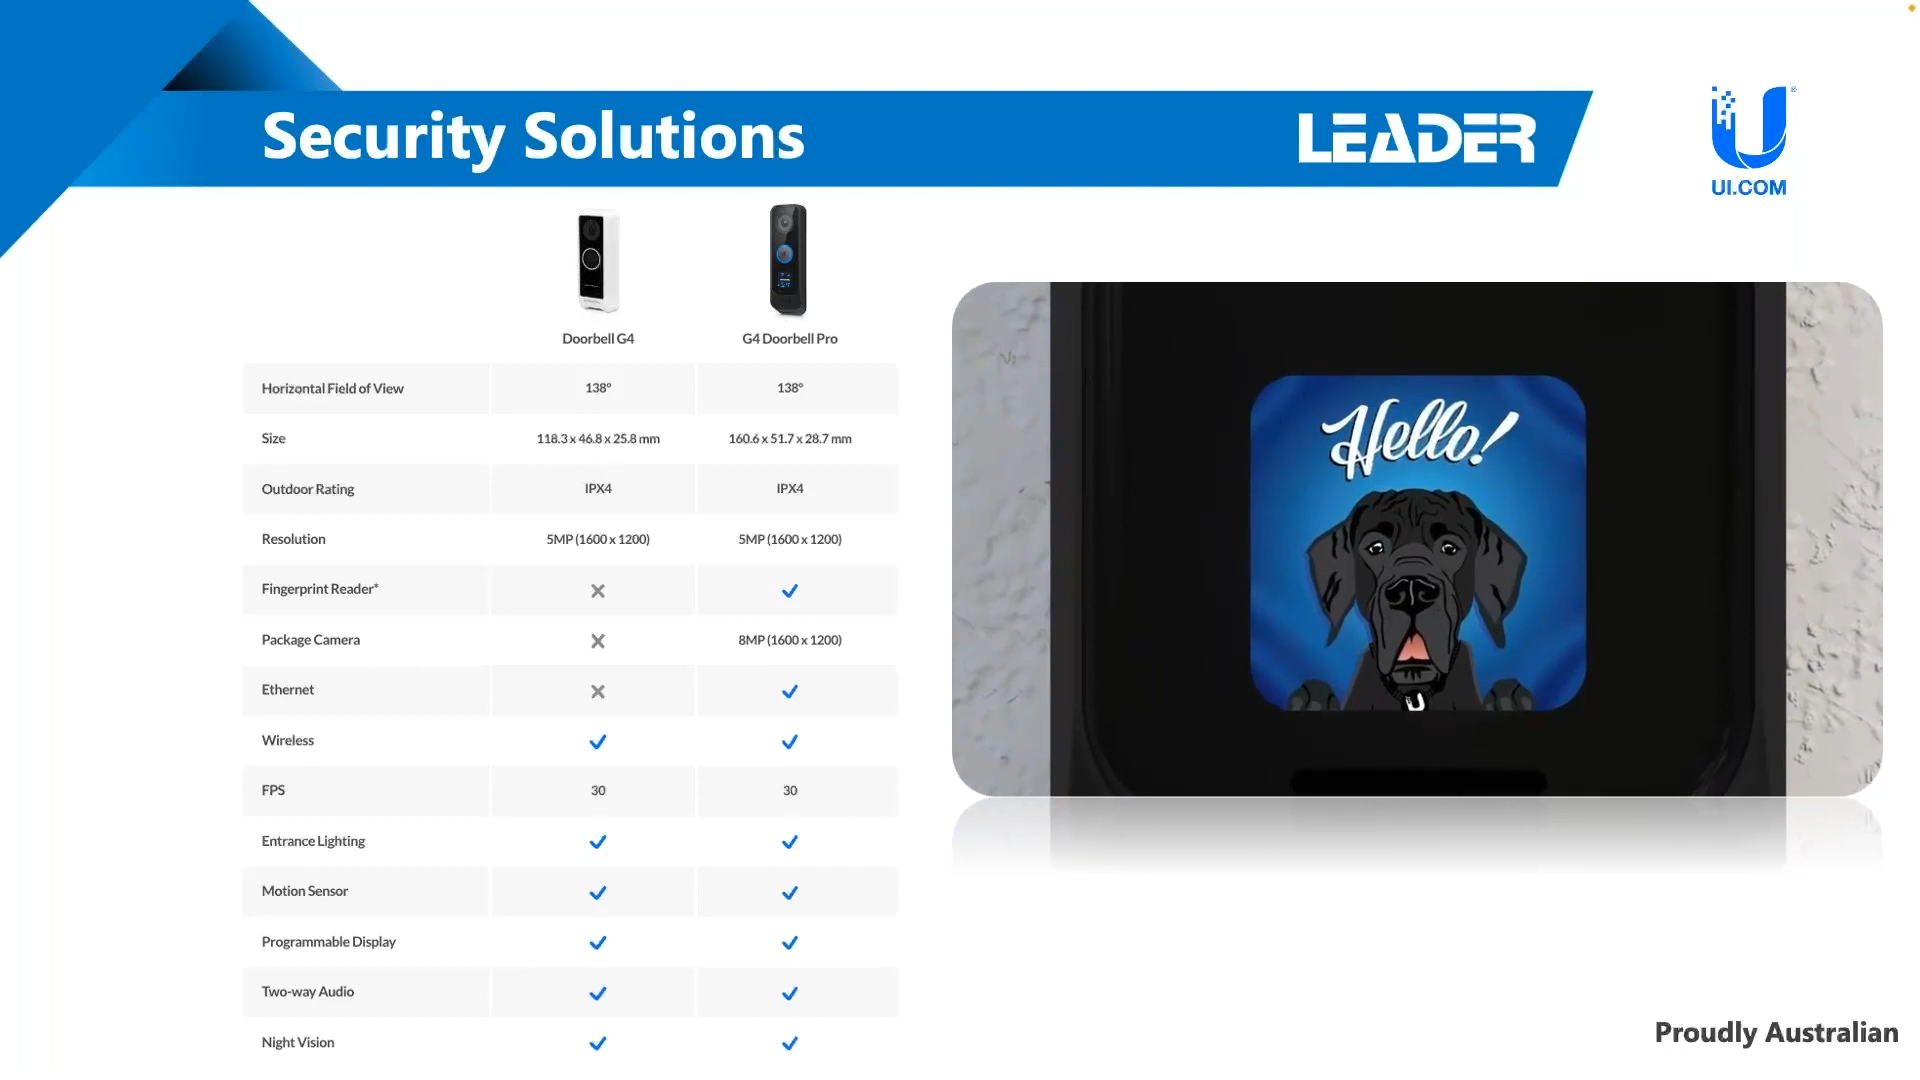 Security Solutions
LEADER
UI.COM
Doorbell G4
G4 Doorbell Pro
Horizontal Field of View 138° 138°
Size 118.3 x 46.8 x 25.8 mm 160.6 x 51.7 x 28.7 mm
Outdoor Rating IPX4 IPX4
Resolution 5MP (1600 x 1200) 5MP (1600 x 1200)
Fingerprint Reader*
Package Camera 8MP (1600 x 1200)
Ethernet
Wireless
FPS 30 30
Entrance Lighting
Motion Sensor
Programmable Display
Two-way Audio
Night Vision
Hello!
Proudly Australian